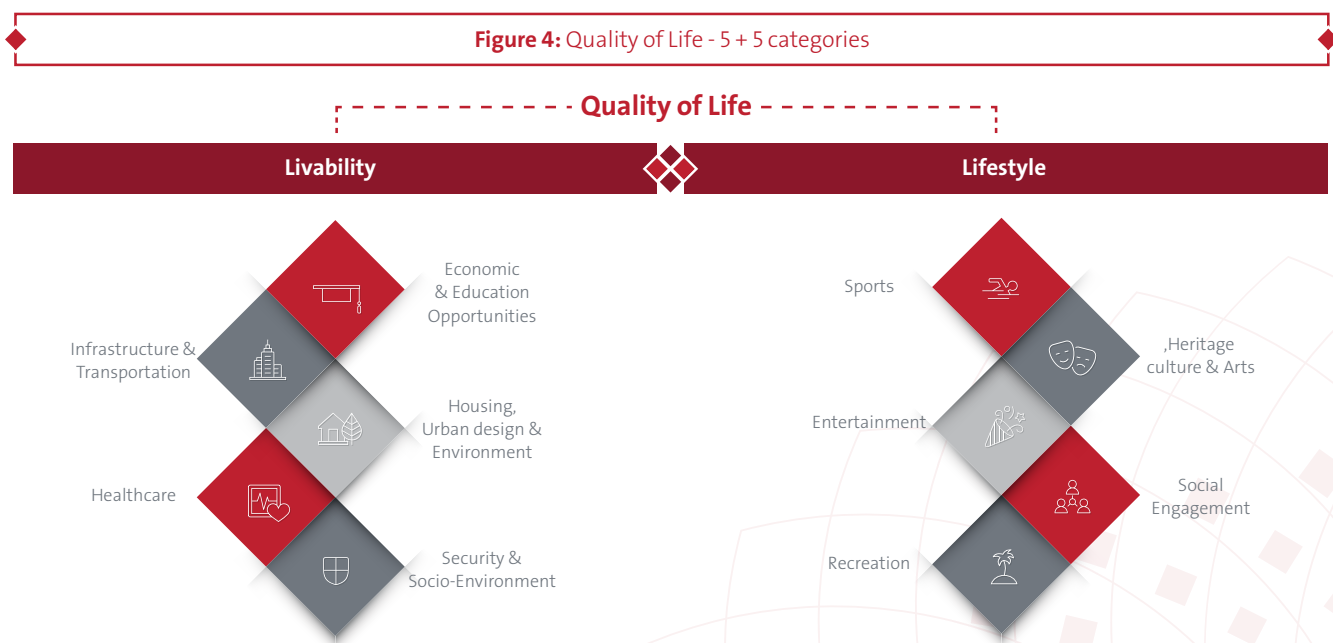 Figure 4: Quality of Life - 5 + 5 categories
Quality of Life
Livability
Lifestyle
Economic
& Education
Opportunities
Infrastructure &
Transportation
Housing,
Urban design &
Environment
Healthcare
Security &
Socio-Environment
Sports
,Heritage
culture & Arts
Entertainment
Social
Engagement
Recreation